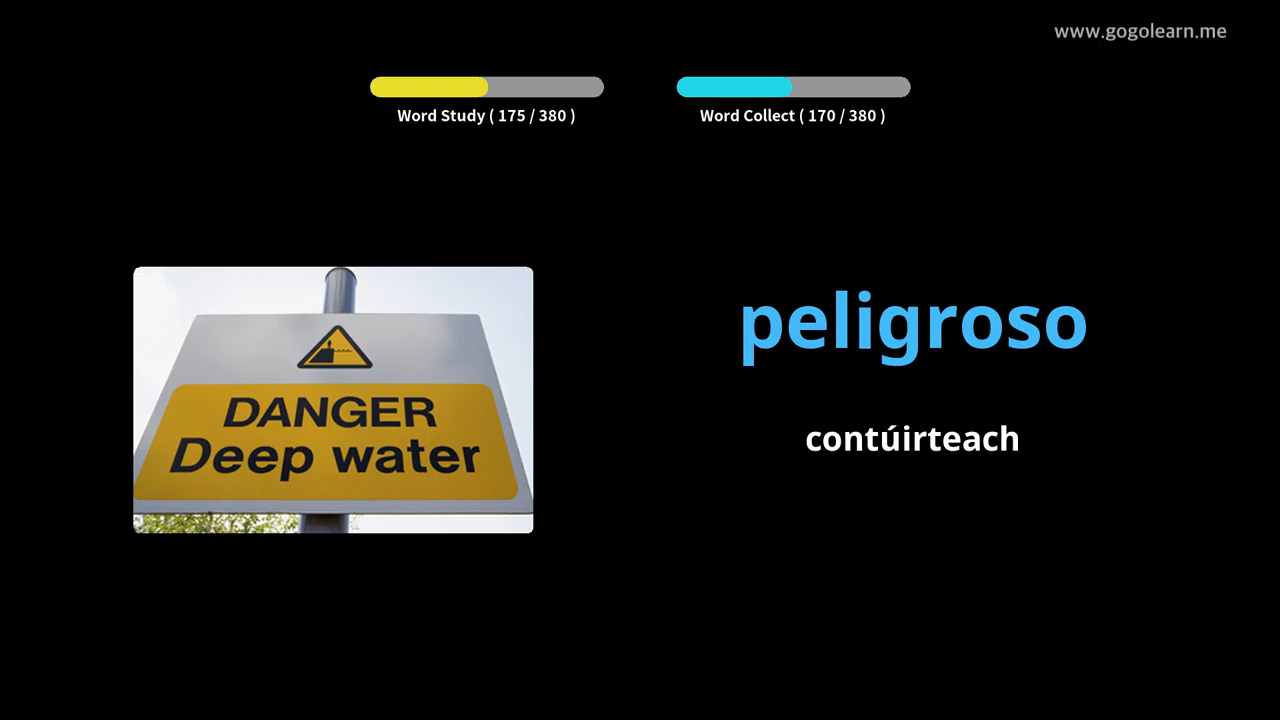 www.gogolearn.me
Word Study ( 175 / 380 )
Word Collect ( 170 / 380 )
DANGER
Deep water
peligroso
contúirteach